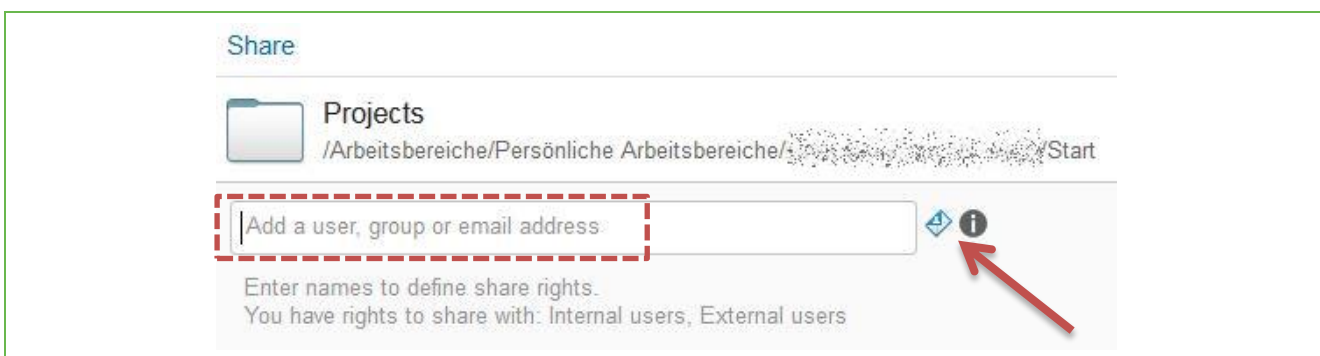 Share
Projects
/Arbeitsbereiche/Persönliche Arbeitsbereiche/ /Start
Add a user, group or email address
Enter names to define share rights.
You have rights to share with: Internal users, External users